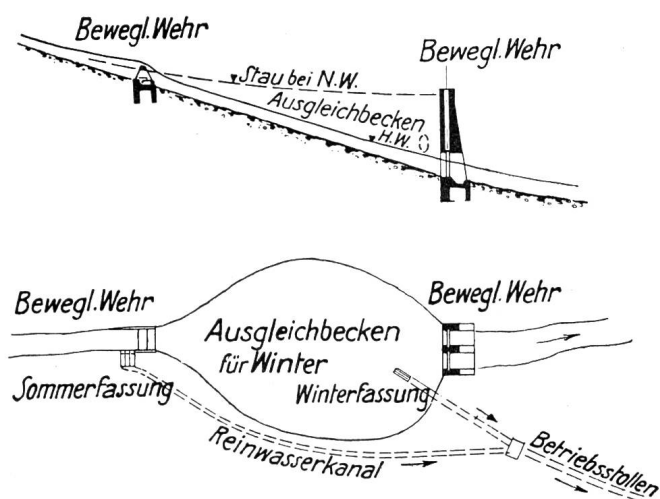 Bewegl. Wehr
Bewegl. Wehr
Stau bei N.W.
Ausgleichbecken
H.W.
Bewegl. Wehr
Bewegl. Wehr
Ausgleichbecken
für Winter
Winterfassung
Sommerfassung
Reinwasserkanal
Betriebsstollen